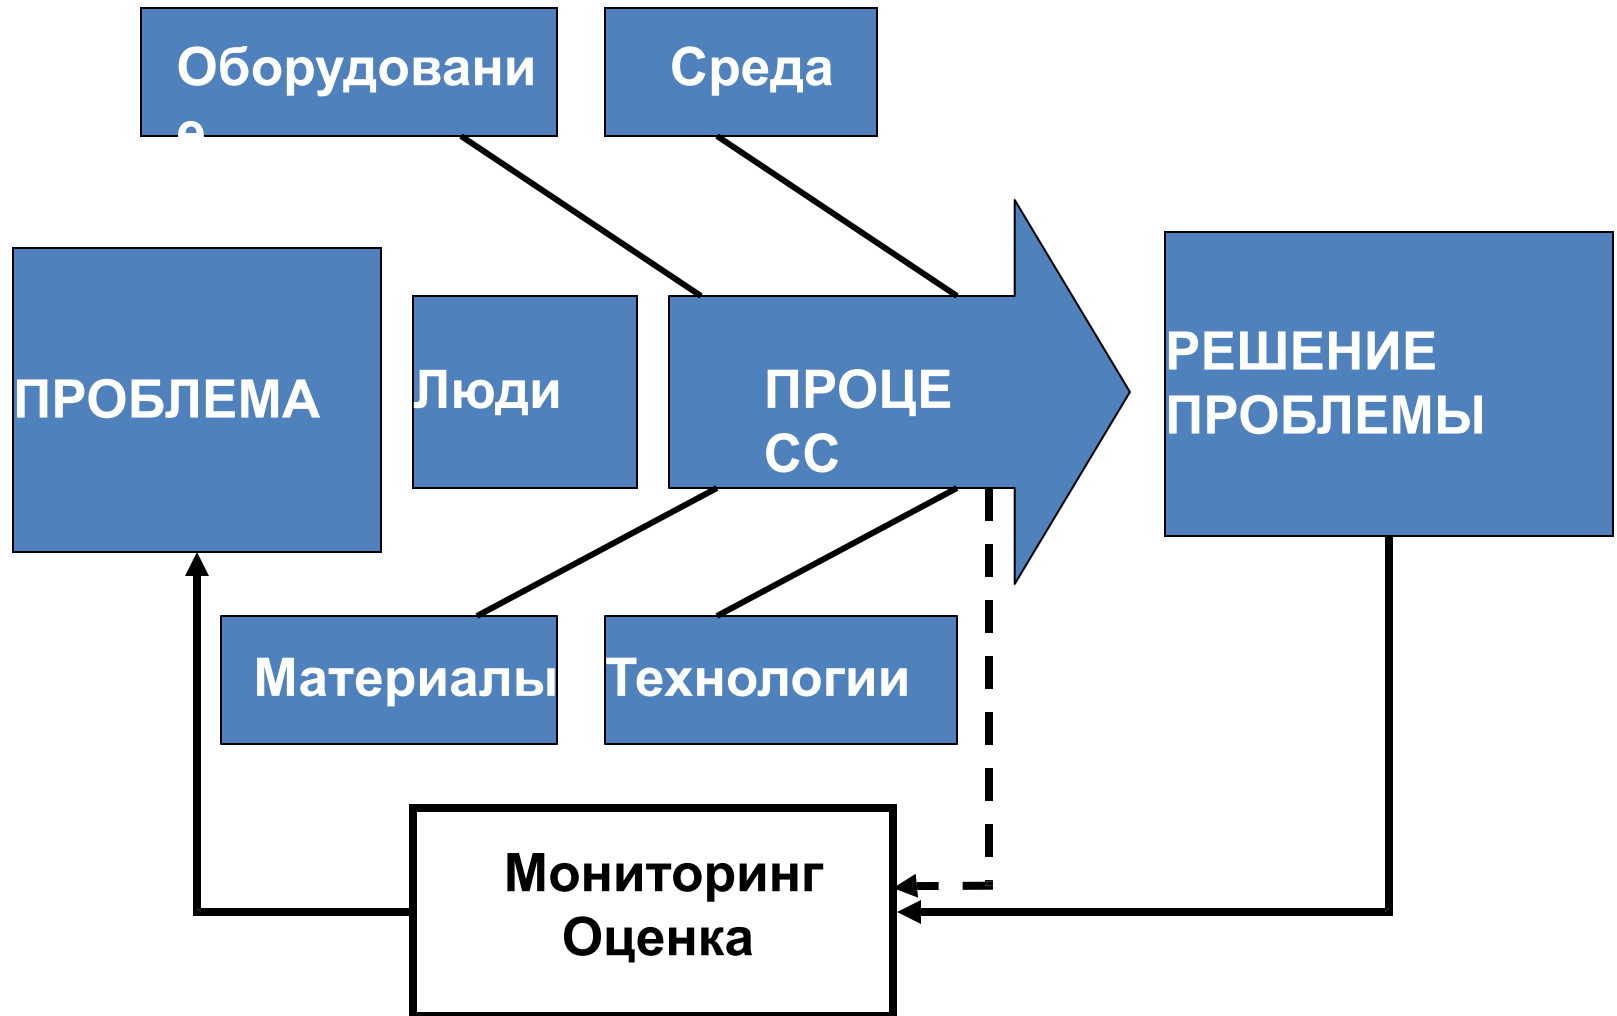 Оборудовани
е
Среда
ПРОБЛЕМА
Люди
ПРОЦЕ
СС
РЕШЕНИЕ
ПРОБЛЕМЫ
Материалы
Технологии
Мониторинг
Оценка